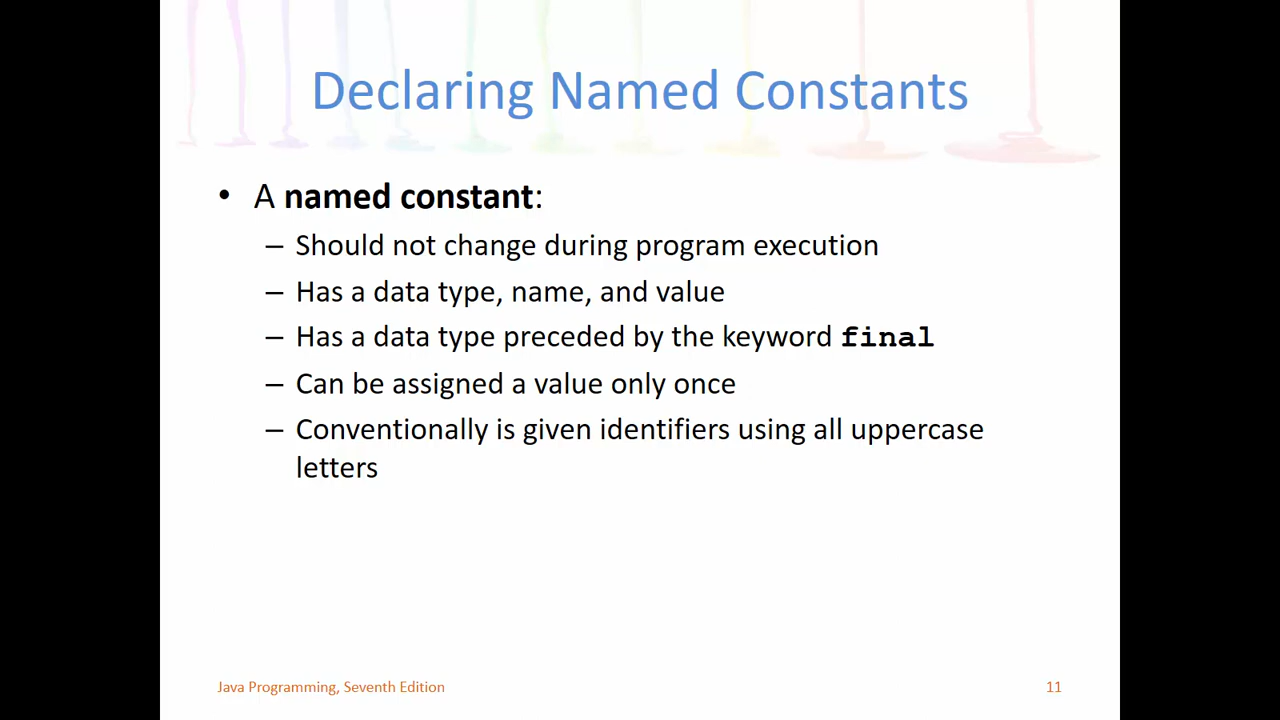 Declaring Named Constants
• A named constant:
– Should not change during program execution
– Has a data type, name, and value
– Has a data type preceded by the keyword final
– Can be assigned a value only once
– Conventionally is given identifiers using all uppercase
letters
Java Programming, Seventh Edition
11